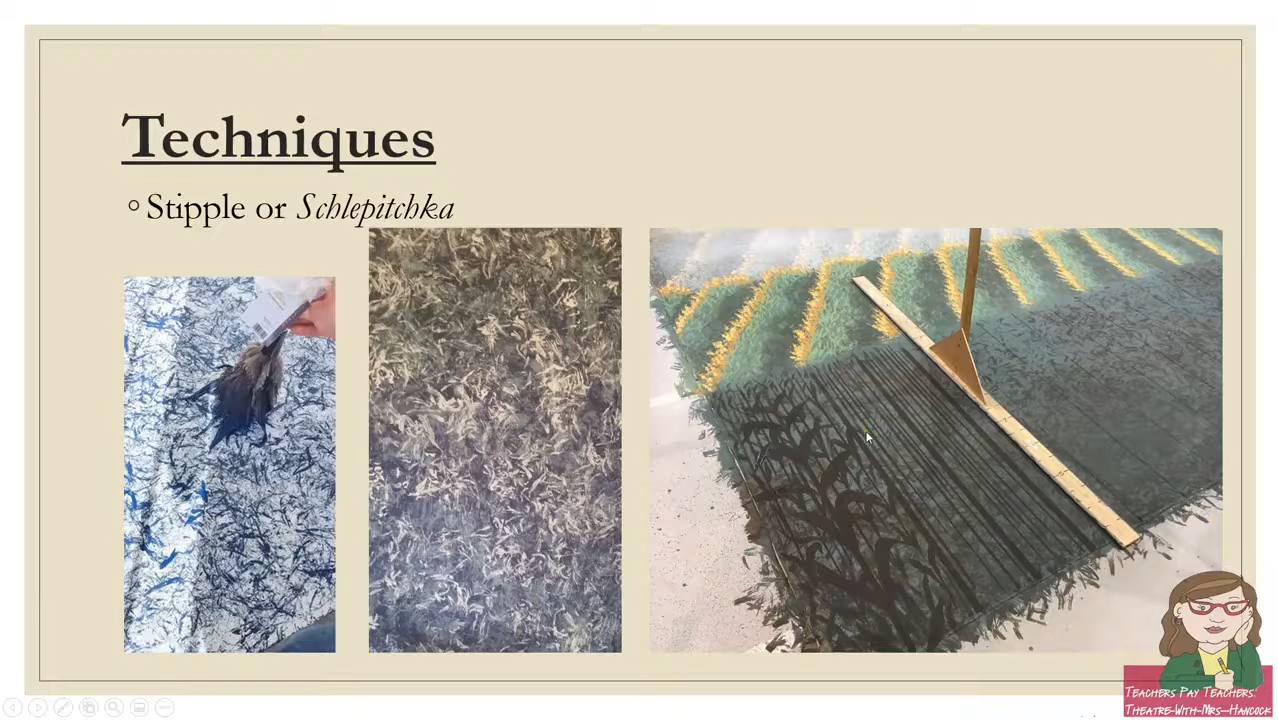 Techniques
Stipple or Schlepitchka
Teachers Pay Teachers:
Theatre-With-Mrs-Hancock